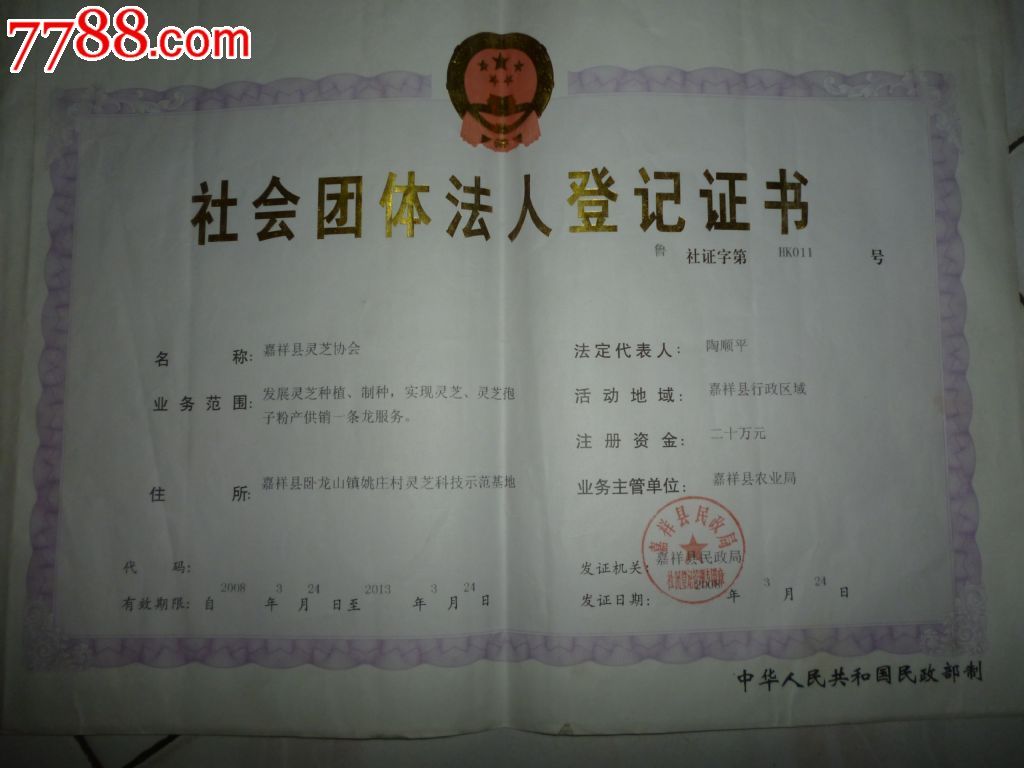 7788.com
社会团体法人登记证书
鲁 社证字第 HK011 号
名 称： 嘉祥县灵芝协会
业务范围： 发展灵芝种植、制种，实现灵芝、灵芝孢
子粉产供销一条龙服务。
住 所： 嘉祥县卧龙山镇姚庄村灵芝科技示范基地
法定代表人： 陶顺平
活动地域： 嘉祥县行政区域
注册资金： 二十万元
业务主管单位： 嘉祥县农业局
代 码：
有效期限：自 2008 年 3 月 24 日至 2013 年 3 月 24 日
发证机关： 嘉祥县民政局
发证日期： 2008 年 3 月 24 日
嘉祥县民政局
中华人民共和国民政部制